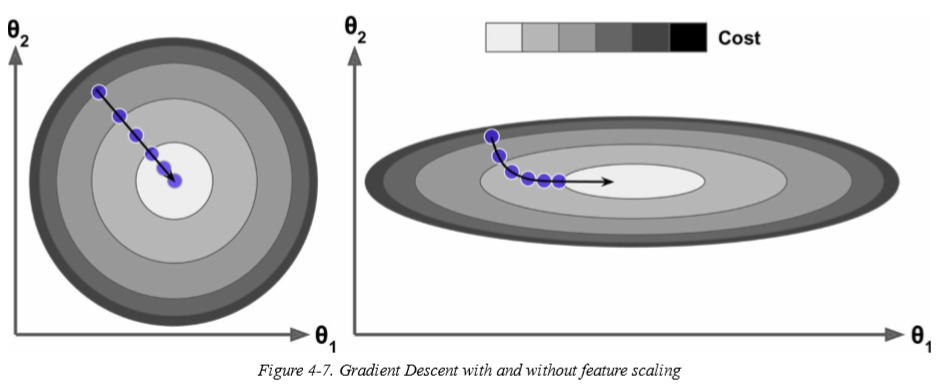 θ2
θ1
θ2
Cost
θ1
Figure 4-7. Gradient Descent with and without feature scaling